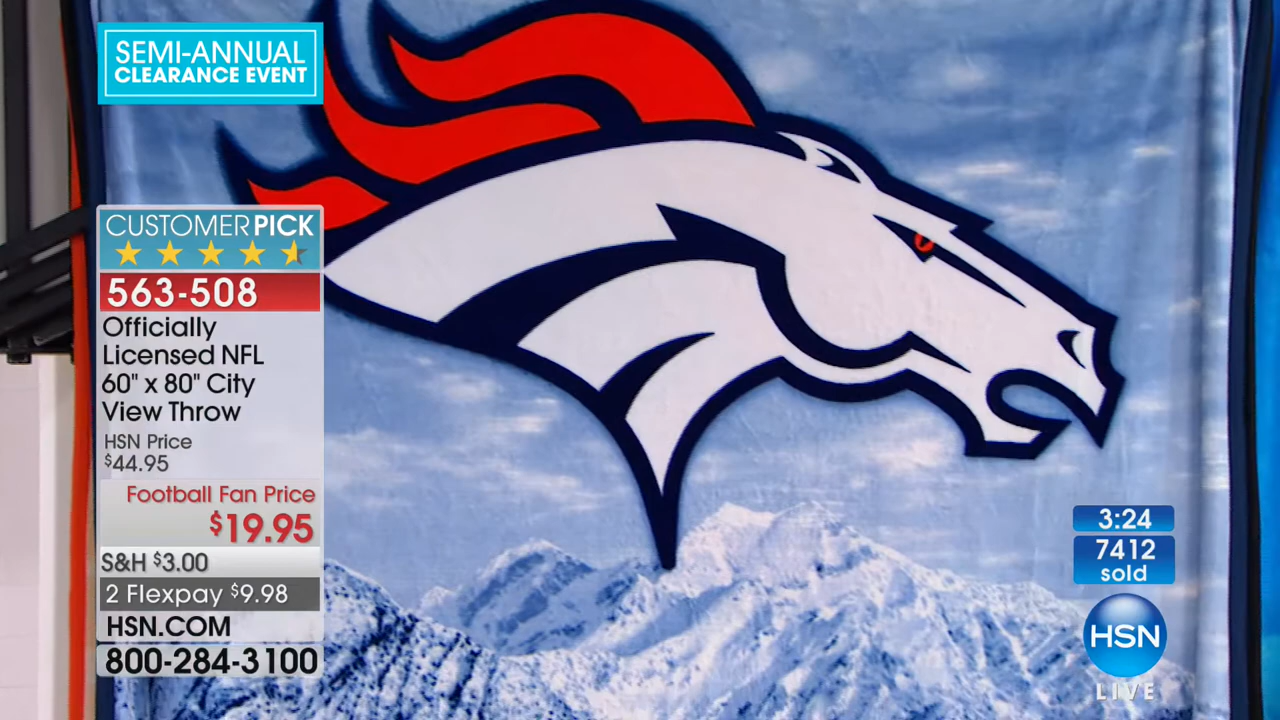 SEMI-ANNUAL
CLEARANCE EVENT
CUSTOMER PICK
563-508
Officially
Licensed NFL
60" x 80" City
View Throw
HSN Price
$44.95
Football Fan Price
$19.95
S&H $3.00
2 Flexpay $9.98
HSN.COM
800-284-3100
3:24
7412
sold
HSN
LIVE